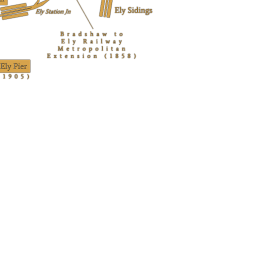 Ely Sidings
Ely Station Jn
Bradshaw to
Ely Railway
Metropolitan
Extension (1858)
Ely Pier
1905)